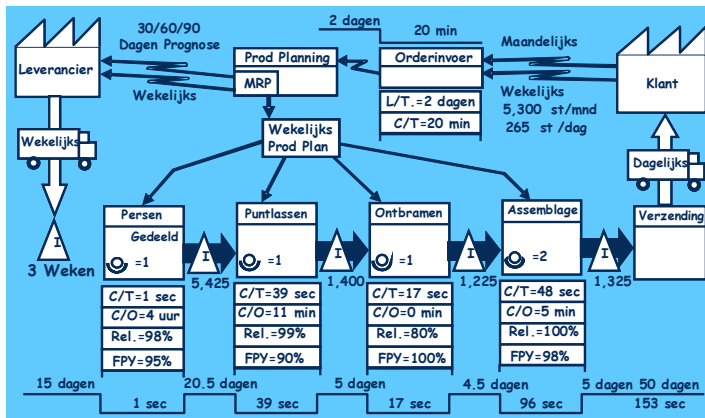 2 dagen
20 min
30/60/90
Dagen Prognose
Wekelijks
Leverancier
Prod Planning
MRP
Orderinvoer
L/T.=2 dagen
C/T=20 min
Maandelijks
Wekelijks
5,300 st/mnd
265 st /dag
Klant
Wekelijks
Wekelijks
Prod Plan
Dagelijks
I
3 Weken
Persen
Gedeeld
=1
I
5,425
Puntlassen
=1
I
1,400
Ontbramen
=1
I
1,225
Assemblage
=2
I
1,325
Verzending
C/T=1 sec
C/O=4 uur
Rel.=98%
FPY=95%
C/T=39 sec
C/O=11 min
Rel.=99%
FPY=90%
C/T=17 sec
C/O=0 min
Rel.=80%
FPY=100%
C/T=48 sec
C/O=5 min
Rel.=100%
FPY=98%
15 dagen
20.5 dagen
5 dagen
4.5 dagen
5 dagen
50 dagen
1 sec
39 sec
17 sec
96 sec
153 sec